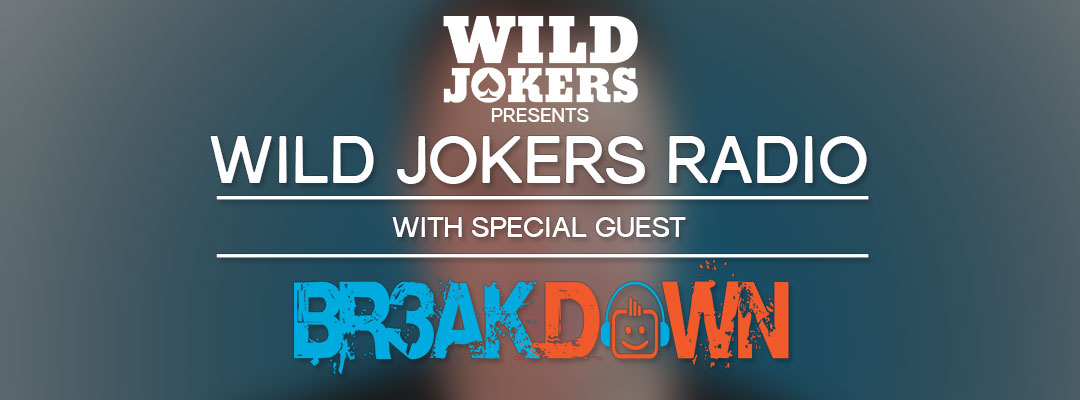 WILD
JOKERS
PRESENTS
WILD JOKERS RADIO
WITH SPECIAL GUEST
BR3AKDOWN